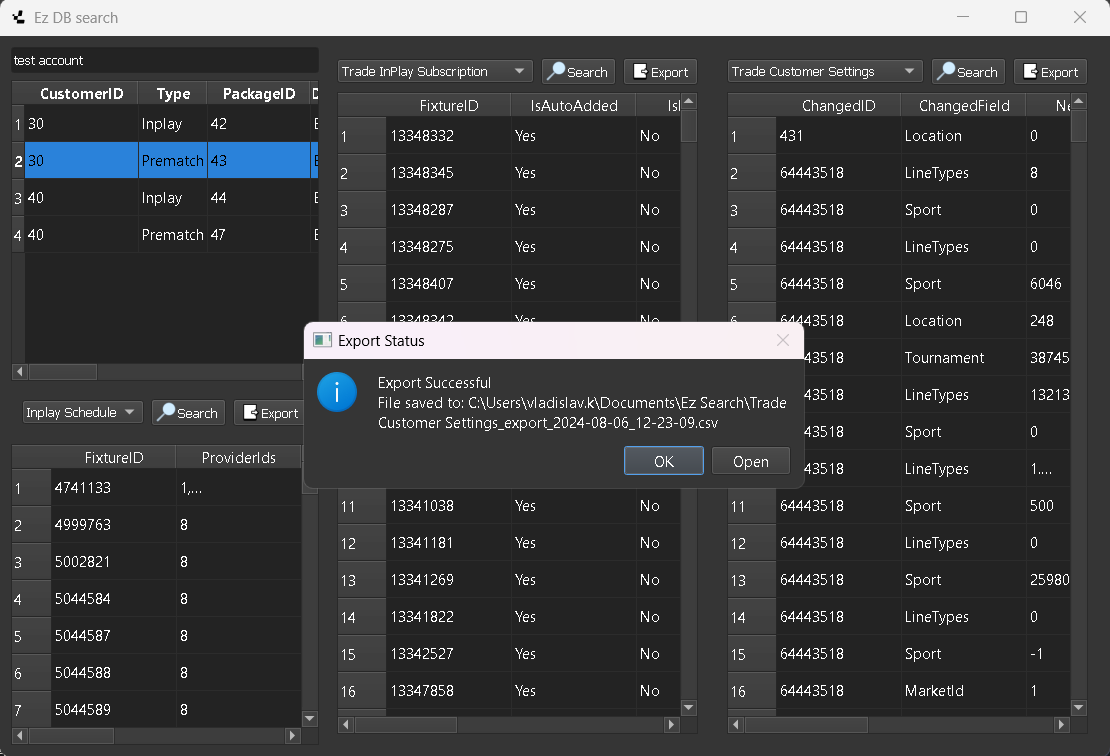 Ez DB search
test account
CustomerID Type PackageID D
1 30 Inplay 42 E
2 30 Prematch 43 E
3 40 Inplay 44 E
4 40 Prematch 47 E
Inplay Schedule Search Export
FixtureID ProviderIds
1 4741133 1,...
2 4999763 8
3 5002821 8
4 5044584 8
5 5044587 8
6 5044588 8
7 5044589 8
Trade InPlay Subscription Search Export
FixtureID IsAutoAdded IsI
1 13348332 Yes No
2 13348345 Yes No
3 13348287 Yes No
4 13348275 Yes No
5 13348407 Yes No
6 13348342 Yes No
11 13341038 Yes No
12 13341181 Yes No
13 13341269 Yes No
14 13341822 Yes No
15 13342527 Yes No
16 13347858 Yes No
Trade Customer Settings Search Export
ChangedID ChangedField Ne
1 431 Location 0
2 64443518 LineTypes 8
3 64443518 Sport 0
4 64443518 LineTypes 0
5 64443518 Sport 6046
6 64443518 Location 248
43518 Tournament 38745
43518 LineTypes 13213
43518 Sport 0
43518 LineTypes 1....
11 64443518 Sport 500
12 64443518 LineTypes 0
13 64443518 Sport 25980
14 64443518 LineTypes 0
15 64443518 Sport -1
16 64443518 MarketId 1
Export Status
Export Successful
File saved to: C:\Users\vladislav.k\Documents\Ez Search\Trade
Customer Settings_export_2024-08-06_12-23-09.csv
OK Open